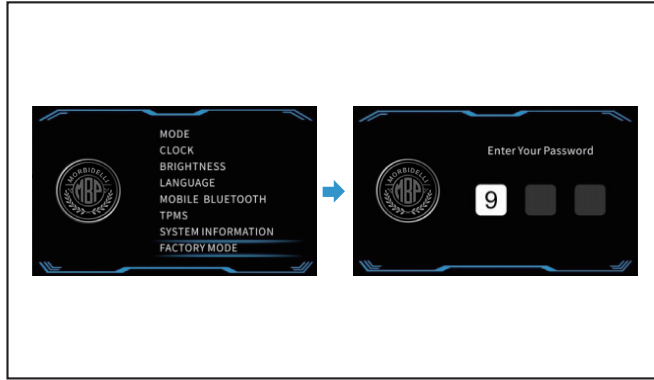 MORBIDELLI
MBP
MODE
CLOCK
BRIGHTNESS
LANGUAGE
MOBILE BLUETOOTH
TPMS
SYSTEM INFORMATION
FACTORY MODE
MORBIDELLI
MBP
Enter Your Password
9